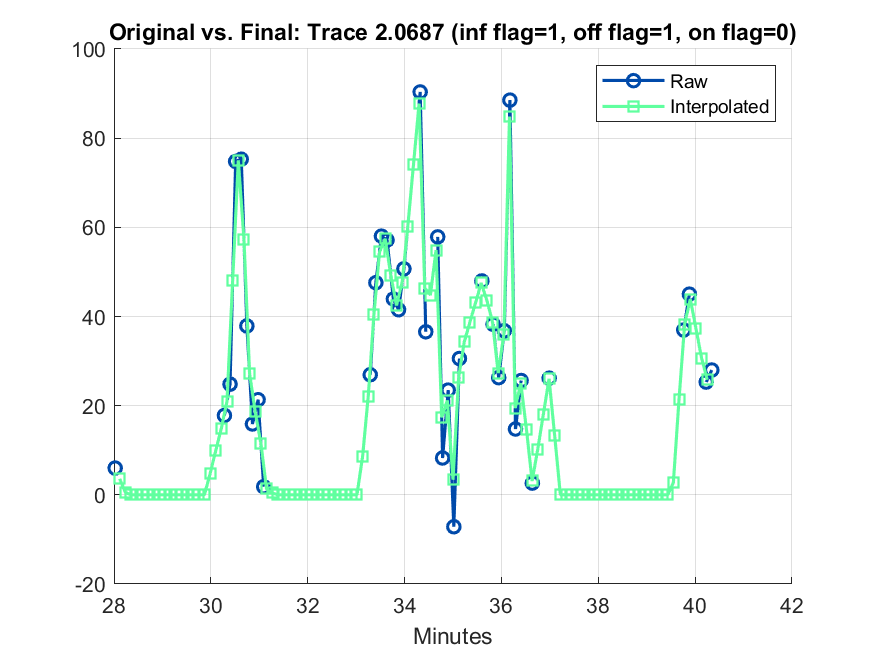 Original vs. Final: Trace 2.0687 (inf flag=1, off flag=1, on flag=0)
100
80
60
40
20
0
-20
Raw
Interpolated
28 30 32 34 36 38 40 42
Minutes